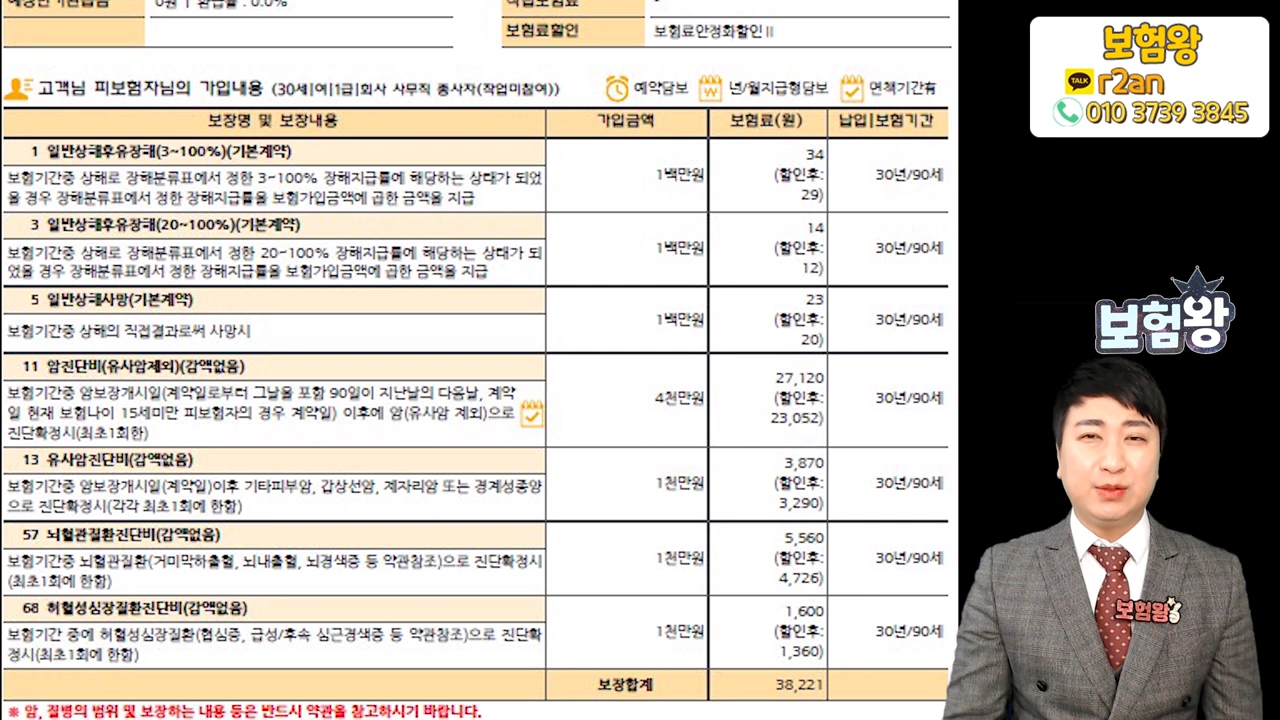 0원 | 환급률 : 0.0%
보험료할인 보험료안정화할인Ⅱ
고객님 피보험자님의 가입내용 (30세|여|1급|회사 사무직 종사자(작업미참여)) 예약담보 년/월지급형담보 면책기간有
보장명 및 보장내용 가입금액 보험료(원) 납입|보험기간
1 일반상해후유장해(3~100%)(기본계약)
보험기간중 상해로 장해분류표에서 정한 3~100% 장해지급률에 해당하는 상태가 되었
을 경우 장해분류표에서 정한 장해지급률을 보험가입금액에 곱한 금액을 지급
1백만원
34
(할인후:
29)
30년/90세
3 일반상해후유장해(20~100%)(기본계약)
보험기간중 상해로 장해분류표에서 정한 20~100% 장해지급률에 해당하는 상태가 되
었을 경우 장해분류표에서 정한 장해지급률을 보험가입금액에 곱한 금액을 지급
1백만원
14
(할인후:
12)
30년/90세
5 일반상해사망(기본계약)
보험기간중 상해의 직접결과로써 사망시
1백만원
23
(할인후:
20)
30년/90세
11 암진단비(유사암제외)(감액없음)
보험기간중 암보장개시일(계약일로부터 그날을 포함 90일이 지난날의 다음날, 계약
일 현재 보험나이 15세미만 피보험자의 경우 계약일) 이후에 암(유사암 제외)으로
진단확정시(최초1회한)
4천만원
27,120
(할인후:
23,052)
30년/90세
13 유사암진단비(감액없음)
보험기간중 암보장개시일(계약일)이후 기타피부암, 갑상선암, 제자리암 또는 경계성종양
으로 진단확정시(각각 최초1회에 한함)
1천만원
3,870
(할인후:
3,290)
30년/90세
57 뇌혈관질환진단비(감액없음)
보험기간중 뇌혈관질환(거미막하출혈, 뇌내출혈, 뇌경색증 등 약관참조)으로 진단확정시
(최초1회에 한함)
1천만원
5,560
(할인후:
4,726)
30년/90세
68 허혈성심장질환진단비(감액없음)
보험기간 중에 허혈성심장질환(협심증, 급성/후속 심근경색증 등 약관참조)으로 진단확
정시(최초1회에 한함)
1천만원
1,600
(할인후:
1,360)
30년/90세
보장합계 38,221
※ 암, 질병의 범위 및 보장하는 내용 등은 반드시 약관을 참고하시기 바랍니다.
보험왕
TALK r2an
010 3739 3845
보험왕
보험왕